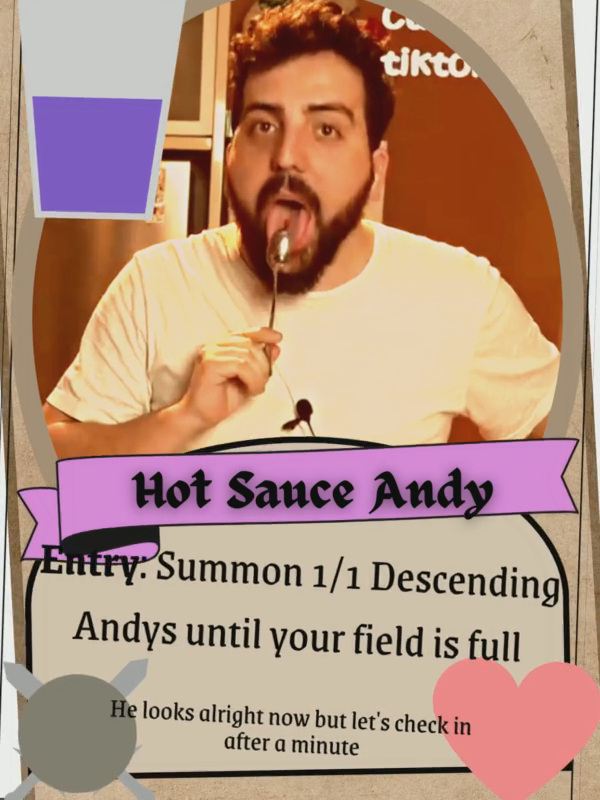 tikto
Hot Sauce Andy
Entry: Summon 1/1 Descending
Andys until your field is full
He looks alright now but let's check in
after a minute